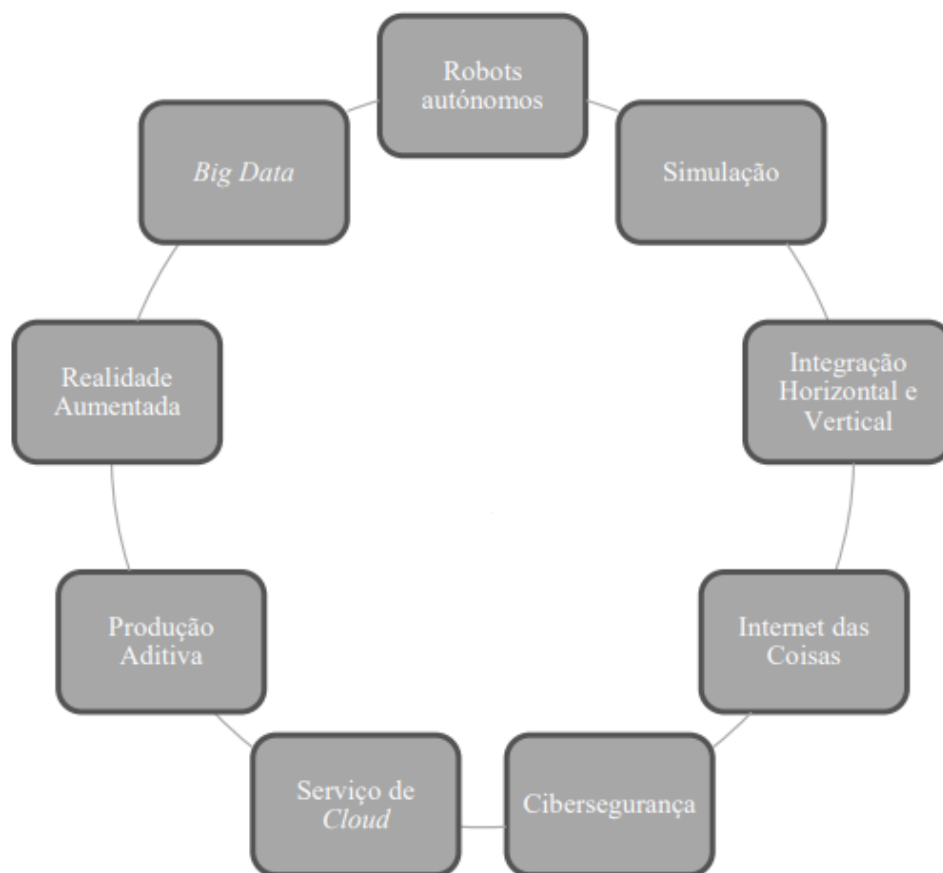 Robots
autónomos
Big Data
Simulação
Realidade
Aumentada
Integração
Horizontal e
Vertical
Produção
Aditiva
Internet das
Coisas
Serviço de
Cloud
Cibersegurança